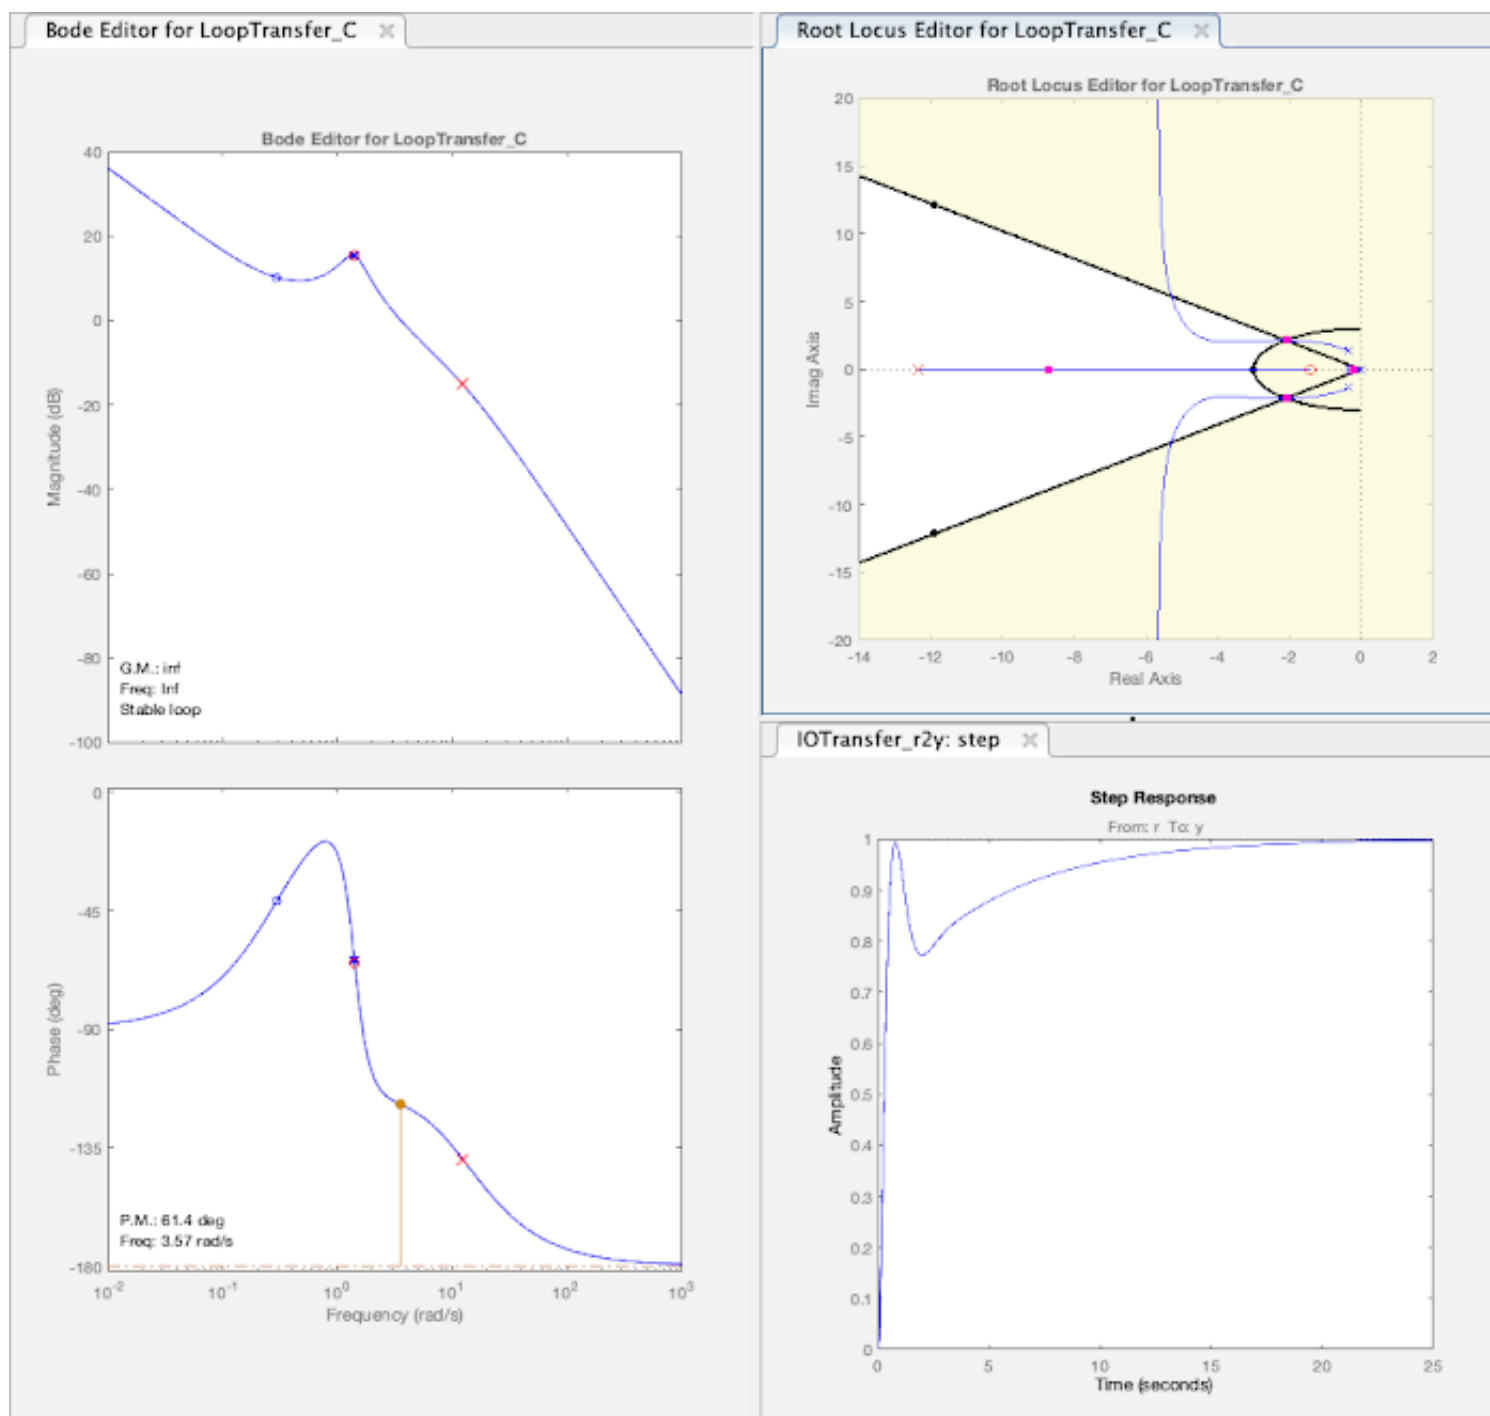 Bode Editor for LoopTransfer_C
Bode Editor for LoopTransfer_C
40
20
0
-20
-40
-60
-80
-100
Magnitude (dB)
G.M.: inf
Freq: Inf
Stable loop
0
-45
-90
-135
-180
Phase (deg)
P.M.: 61.4 deg
Freq: 3.57 rad/s
10^-2 10^-1 10^0 10^1 10^2 10^3
Frequency (rad/s)
Root Locus Editor for LoopTransfer_C
Root Locus Editor for LoopTransfer_C
20
15
10
5
0
-5
-10
-15
-20
Imag Axis
-14 -12 -10 -8 -6 -4 -2 0 2
Real Axis
IOTransfer_r2y: step
Step Response
From: r To: y
1
0.9
0.8
0.7
0.6
0.5
0.4
0.3
0.2
0.1
0
Amplitude
0 5 10 15 20 25
Time (seconds)